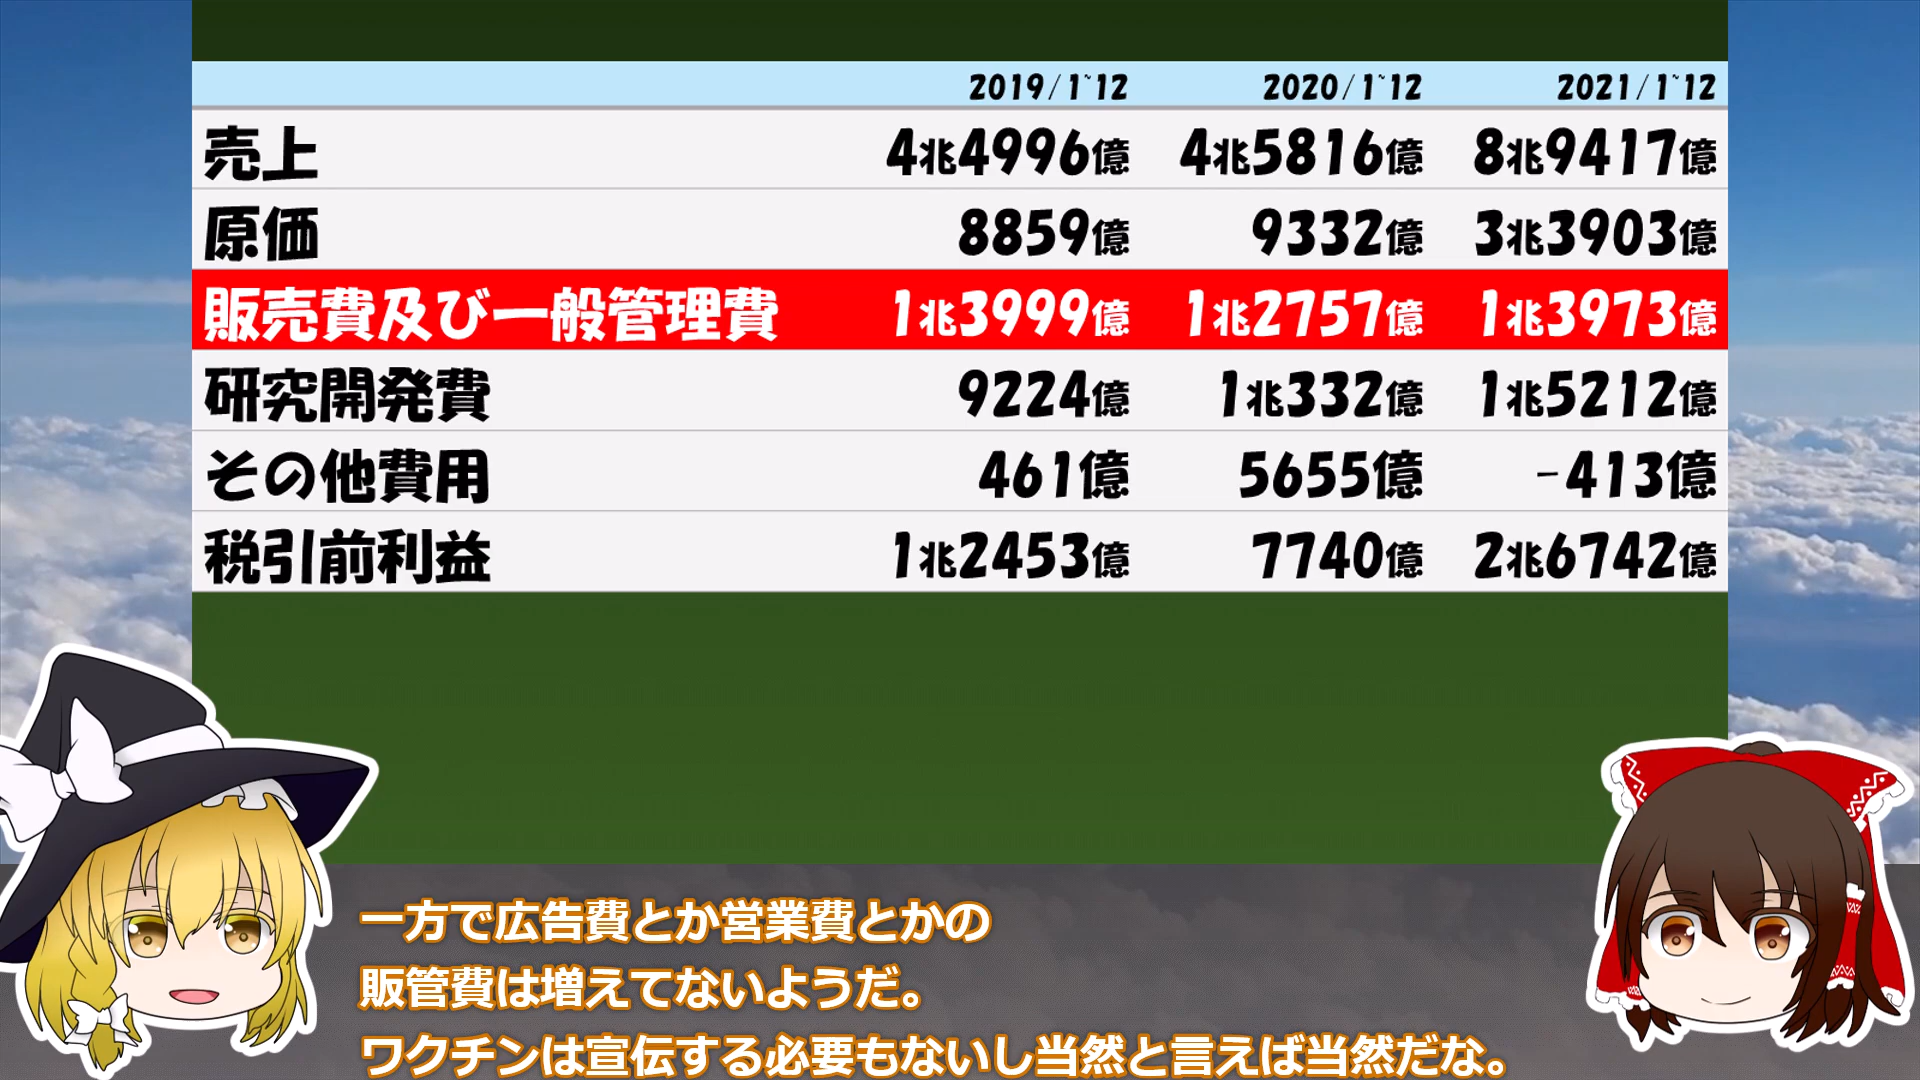 2019/1~12 2020/1~12 2021/1~12
売上 4兆4996億 4兆5816億 8兆9417億
原価 8859億 9332億 3兆3903億
販売費及び一般管理費 1兆3999億 1兆2757億 1兆3973億
研究開発費 9224億 1兆332億 1兆5212億
その他費用 461億 5655億 -413億
税引前利益 1兆2453億 7740億 2兆6742億
一方で広告費とか営業費とかの
販管費は増えてないようだ。
ワクチンは宣伝する必要もないし当然と言えば当然だな。